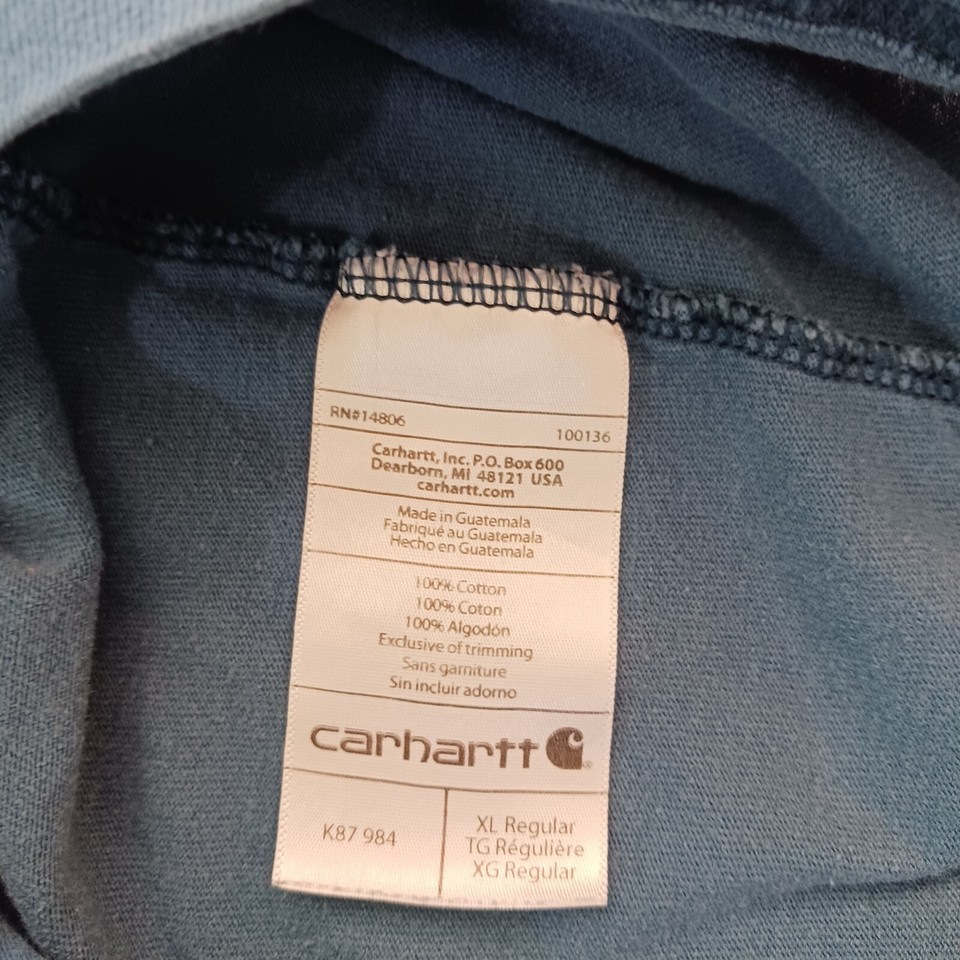 RN#14806
100136
Carhartt, Inc. P.O. Box 600
Dearborn, MI 48121 USA
carhartt.com
Made in Guatemala
Fabriqué au Guatemala
Hecho en Guatemala
100% Cotton
100% Coton
100% Algodón
Exclusive of trimming
Sans garniture
Sin incluir adorno
carhartt
K87 984
XL Regular
TG Régulière
XG Regular